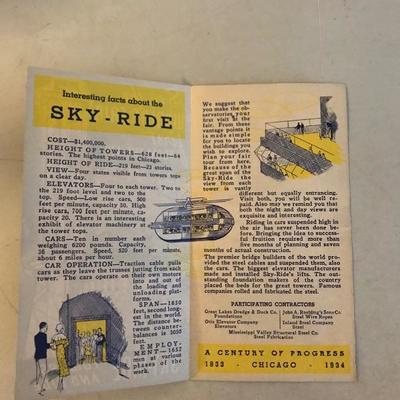 Interesting facts about the
SKY-RIDE
COST—$1,400,000.
HEIGHT OF TOWERS—628 feet—64
stories. The highest points in Chicago.
HEIGHT OF RIDE—219 feet—23 stories.
VIEW—Four states visible from towers tops
on a clear day.
ELEVATORS—Four to each tower. Two to
the 219 foot level and two to the
top. Speed—Low rise cars, 500
feet per minute, capacity 30. High
rise cars, 700 feet per minute, ca-
pacity 20. There is an interesting
exhibit of elevator machinery at
the tower tops.
CARS—Ten in number each
weighing 6200 pounds. Capacity,
36 passengers. Speed, 520 feet per minute,
about 6 miles per hour.
CAR OPERATION—Traction cable pulls
cars as they leave the trusses jutting from each
tower. The cars operate on their own motors
into and out of
the loading and
unloading plat-
forms.
SPAN—1850
feet, second long-
est in the world.
The distance be-
tween counter-
balances is 3050
feet.
EMPLOY-
MENT—1652
men at various
phases of the
work.
We suggest that
you make the ob-
servatories your
first visit at the
fair. From these
vantage points it
is made simple
for you to locate
the buildings
you wish to
explore. Plan
your fair tour
from here.
Because of the
great span of the
Sky-Ride the
view from each
tower is vastly
different but equally entrancing.
Visit both, you will be well re-
paid. Also may we remind you that
both the night and day views are
exquisite and interesting.
Riding in cars suspended high in
the air has never been done be-
fore. Bringing the idea to success-
ful fruition required more than
five months of planning and seven
months of actual construction.
The premier bridge builders of the world pro-
vided the steel cables and suspended them, also
the cars. The biggest elevator manufacturers
made and installed Sky-Ride's lifts. The out-
standing foundation makers of the country
placed the beds for the great towers. Famous
companies rolled and fabricated the steel.
PARTICIPATING CONTRACTORS
Great Lakes Dredge & Dock Co.
Foundations
John A. Roebling's Sons Co.
Steel Wire Ropes
Otis Elevator Company
Elevators
Inland Steel Company
Steel
Mississippi Valley Structural Steel Co.
Steel Fabrication
A CENTURY OF PROGRESS
1833 - CHICAGO - 1934